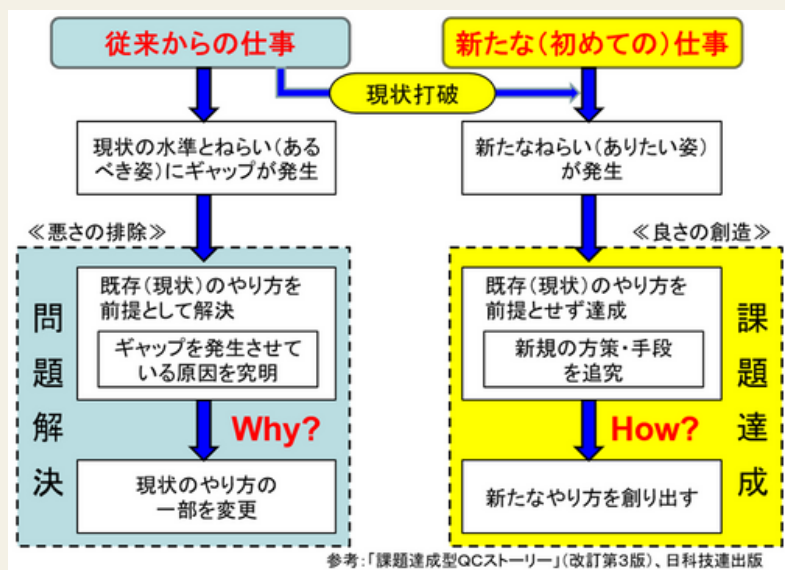 従来からの仕事
新たな(初めての)仕事
現状打破
現状の水準とねらい(ある
べき姿)にギャップが発生
新たなねらい(ありたい姿)
が発生
≪悪さの排除≫
≪良さの創造≫
問題解決
既存(現状)のやり方を
前提として解決
ギャップを発生させて
いる原因を究明
Why?
現状のやり方の
一部を変更
既存(現状)のやり方を
前提とせず達成
新規の方策・手段
を追究
How?
新たなやり方を創り出す
課題達成
参考:「課題達成型QCストーリー」(改訂第3版)、日科技連出版